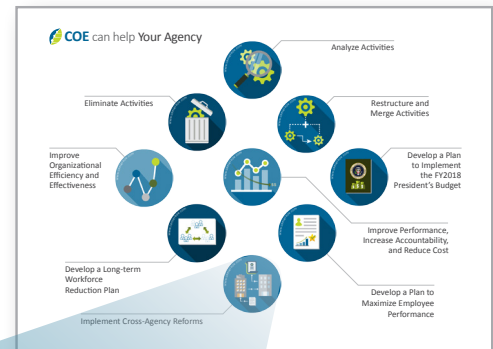 COE can help Your Agency
Analyze Activities
Eliminate Activities
Restructure and
Merge Activities
Improve
Organizational
Efficiency and
Effectiveness
Develop a Plan
to Implement
the FY2018
President's Budget
Improve Performance,
Increase Accountability,
and Reduce Cost
Develop a Long-term
Workforce
Reduction Plan
Develop a Plan to
Maximize Employee
Performance
Implement Cross-Agency Reforms